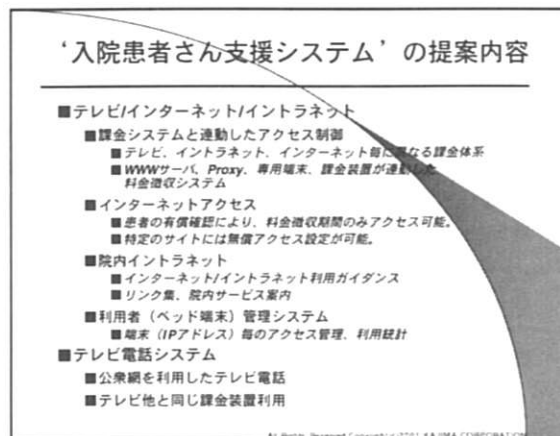 ‘入院患者さん支援システム’の提案内容
■テレビ/インターネット/イントラネット
■課金システムと連動したアクセス制御
■テレビ、イントラネット、インターネット毎に異なる課金体系
■WWWサーバ、Proxy、専用端末、課金装置が連動した
料金徴収システム
■インターネットアクセス
■患者の有償確認により、料金徴収期間のみアクセス可能。
■特定のサイトには無償アクセス設定が可能。
■院内イントラネット
■インターネット/イントラネット利用ガイダンス
■リンク集、院内サービス案内
■利用者（ベッド端末）管理システム
■端末（IPアドレス）毎のアクセス管理、利用統計
■テレビ電話システム
■公衆網を利用したテレビ電話
■テレビ他と同じ課金装置利用
All Rights Reserved Copyright 2001 KAJIMA CORPORATION